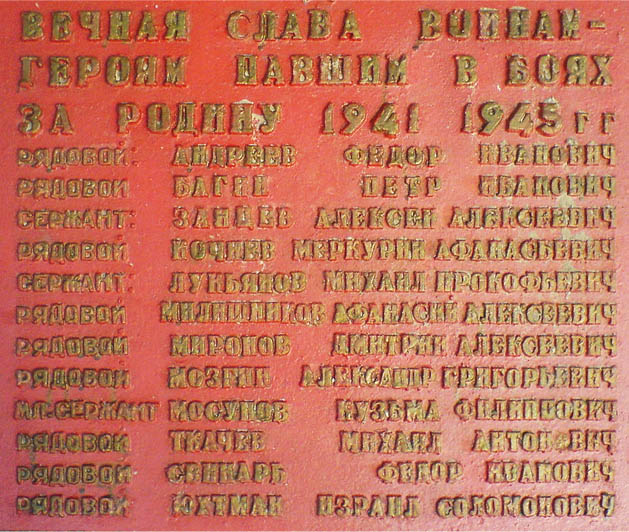 ВЕЧНАЯ СЛАВА ВОИНАМ-
ГЕРОЯМ ПАВШИМ В БОЯХ
ЗА РОДИНУ 1941 1945 гг
РЯДОВОЙ: АНДРЕЕВ ФЕДОР ИВАНОВИЧ
РЯДОВОЙ БАГИН ПЕТР ИВАНОВИЧ
СЕРЖАНТ: ЗАЙЦЕВ АЛЕКСЕЙ АЛЕКСЕЕВИЧ
РЯДОВОЙ КОЧНЕВ МЕРКУРИЙ АФАНАСЬЕВИЧ
СЕРЖАНТ: ЛУКЬЯНОВ МИХАИЛ ПРОКОФЬЕВИЧ
РЯДОВОЙ АФАНАСИЙ АЛЕКСЕЕВИЧ
РЯДОВОЙ МИРОНОВ ДМИТРИЙ АЛЕКСЕЕВИЧ
РЯДОВОЙ МОЗГИН АЛЕКСАНДР ГРИГОРЬЕВИЧ
МЛ.СЕРЖАНТ МОСУНОВ КУЗЬМА ФИЛИППОВИЧ
РЯДОВОЙ ТКАЧЕВ МИХАИЛ АНТОНОВИЧ
РЯДОВОЙ СВИНАРЬ ФЕДОР ИВАНОВИЧ
РЯДОВОЙ ЮХТМАН ИЗРАИЛ СОЛОМОНОВИЧ